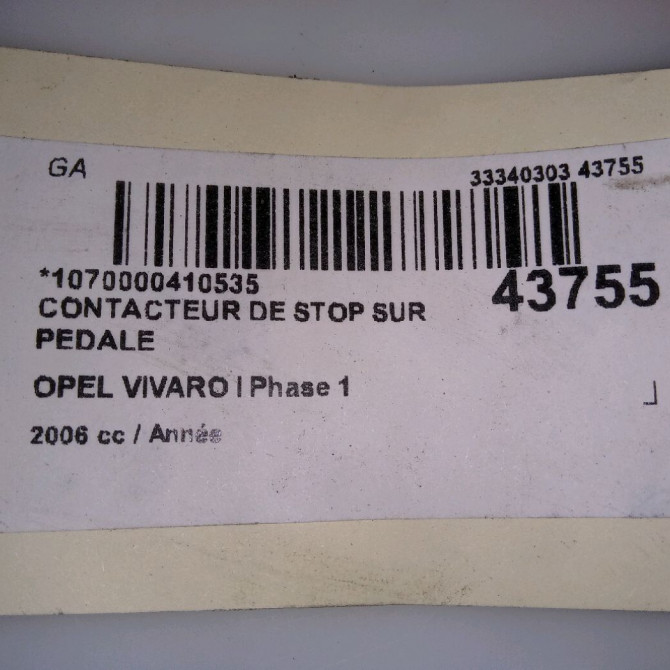 GA
33340303 43755
*1070000410535
43755
CONTACTEUR DE STOP SUR
PEDALE
OPEL VIVARO I Phase 1
2006 cc / Année